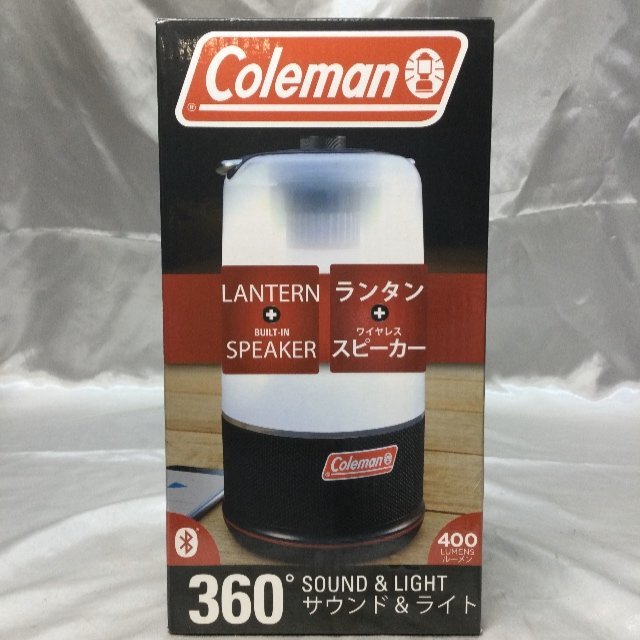 Coleman
®
LANTERN
+
BUILT-IN
SPEAKER
ランタン
+
ワイヤレス
スピーカー
Coleman
400
LUMENS
ルーメン
360°
SOUND & LIGHT
サウンド & ライト